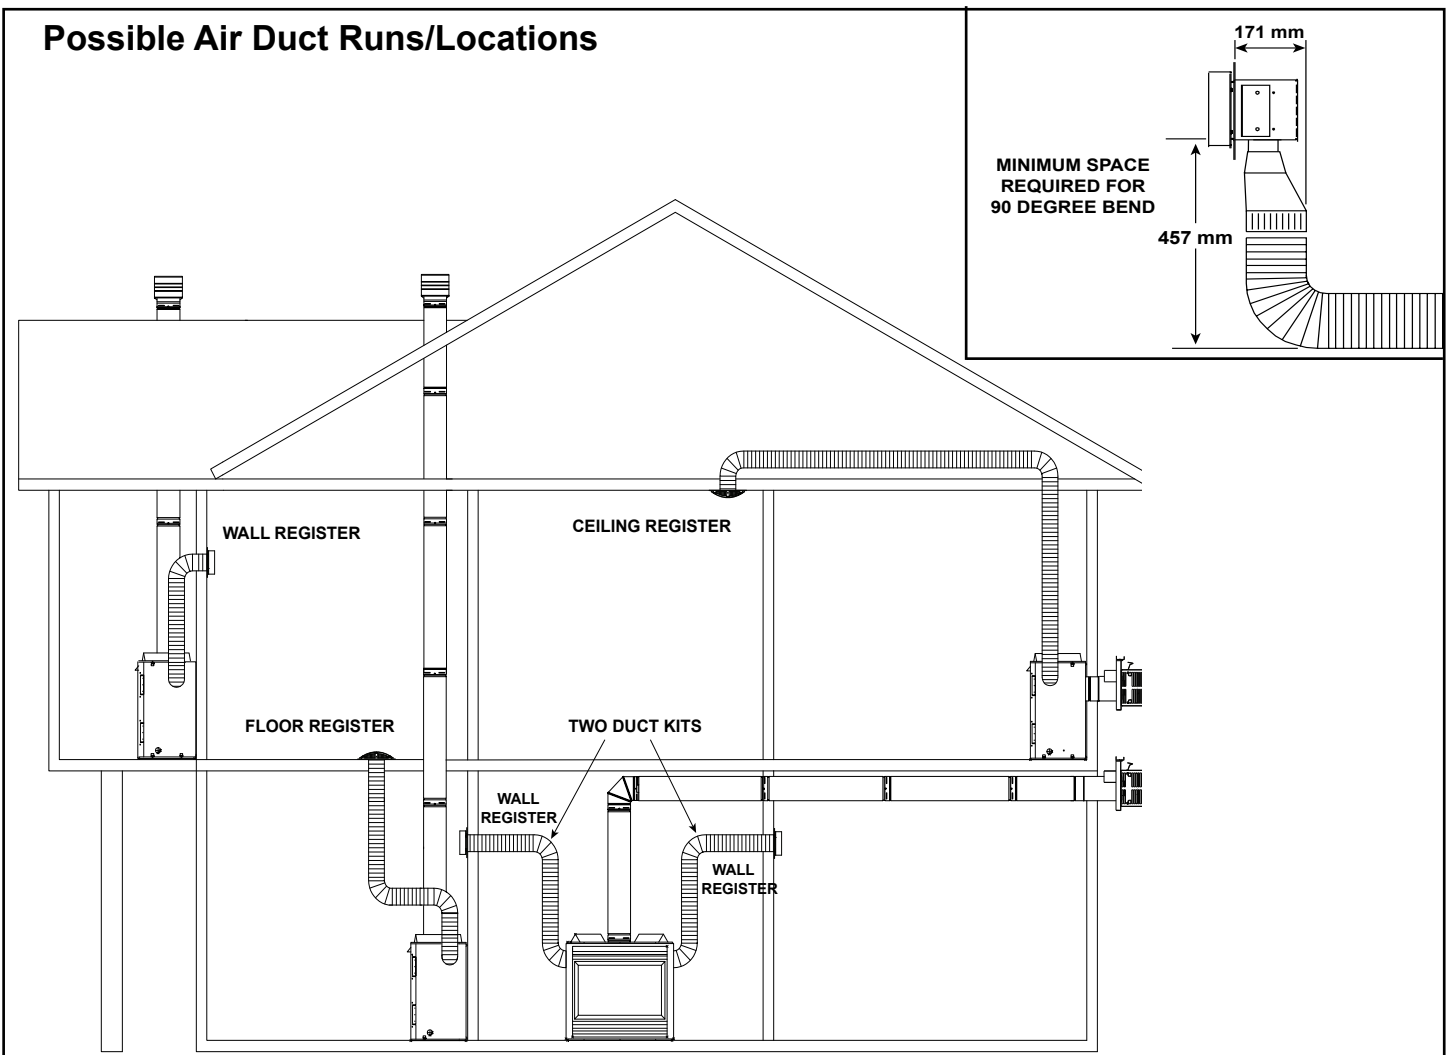 Possible Air Duct Runs/Locations
171 mm
MINIMUM SPACE
REQUIRED FOR
90 DEGREE BEND
457 mm
WALL REGISTER
CEILING REGISTER
FLOOR REGISTER
TWO DUCT KITS
WALL
REGISTER
WALL
REGISTER